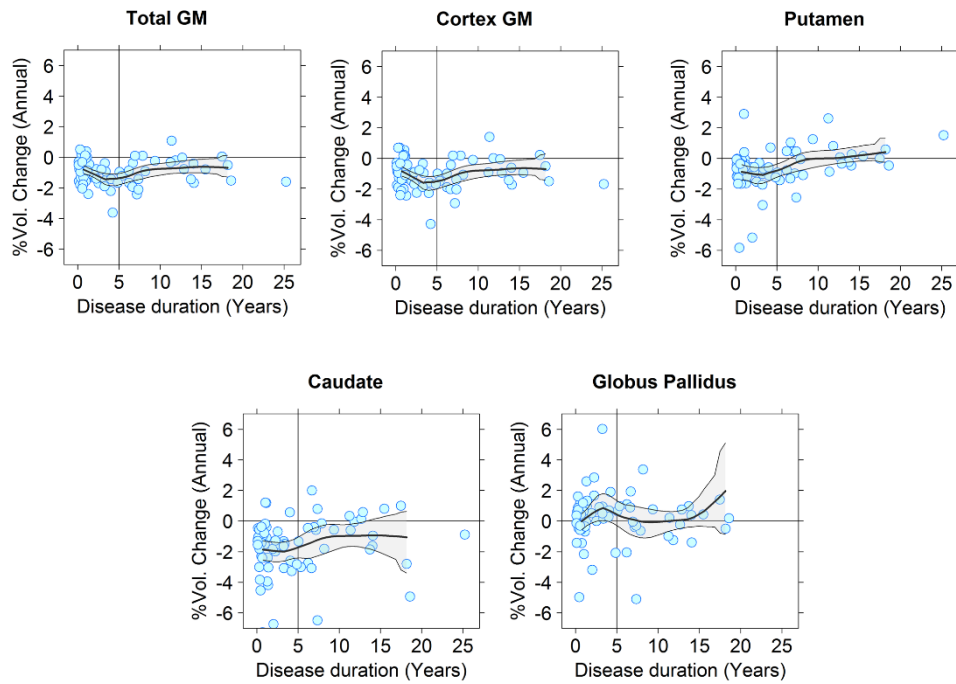 Total GM
%Vol. Change (Annual)
6
4
2
0
-2
-4
-6
0 5 10 15 20 25
Disease duration (Years)
Cortex GM
%Vol. Change (Annual)
6
4
2
0
-2
-4
-6
0 5 10 15 20 25
Disease duration (Years)
Putamen
%Vol. Change (Annual)
6
4
2
0
-2
-4
-6
0 5 10 15 20 25
Disease duration (Years)
Caudate
%Vol. Change (Annual)
6
4
2
0
-2
-4
-6
0 5 10 15 20 25
Disease duration (Years)
Globus Pallidus
%Vol. Change (Annual)
6
4
2
0
-2
-4
-6
0 5 10 15 20 25
Disease duration (Years)